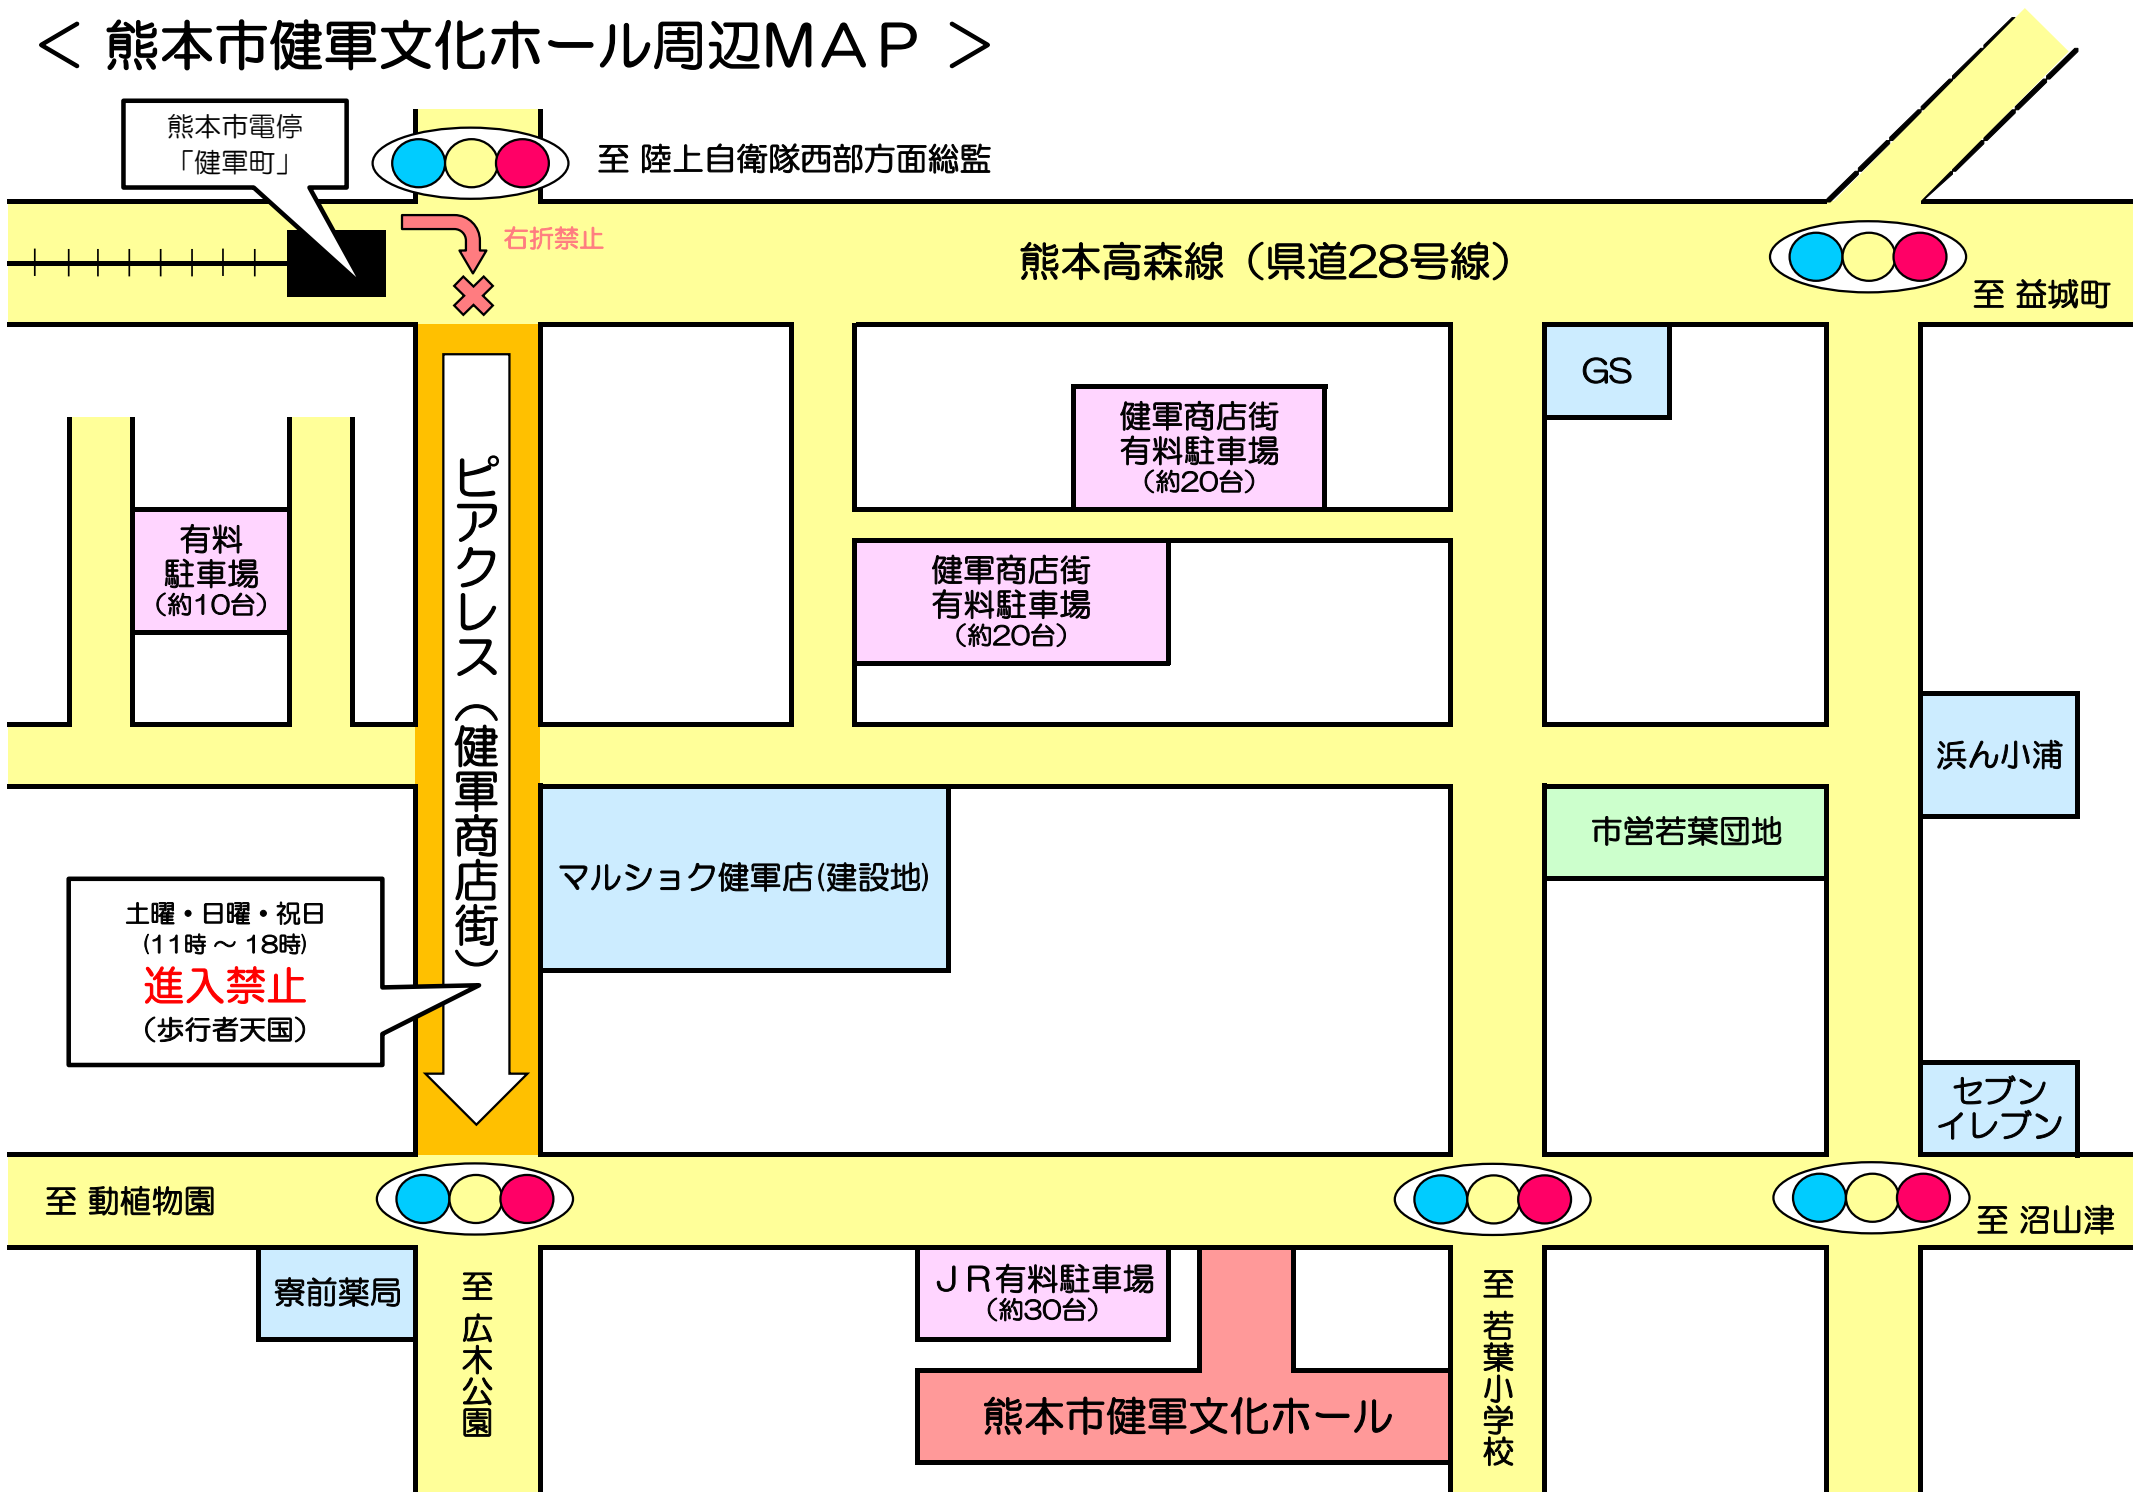 ＜ 熊本市健軍文化ホール周辺ＭＡＰ ＞
熊本市電停
「健軍町」
至 陸上自衛隊西部方面総監
右折禁止
熊本高森線（県道28号線）
至 益城町
GS
健軍商店街
有料駐車場
（約20台）
有料
駐車場
（約10台）
健軍商店街
有料駐車場
（約20台）
ピアクレス（健軍商店街）
浜ん小浦
市営若葉団地
マルショク健軍店(建設地)
土曜・日曜・祝日
(11時 ～ 18時)
進入禁止
（歩行者天国）
セブン
イレブン
至 動植物園
至 沼山津
寮前薬局
至 広木公園
ＪＲ有料駐車場
（約30台）
至 若葉小学校
熊本市健軍文化ホール